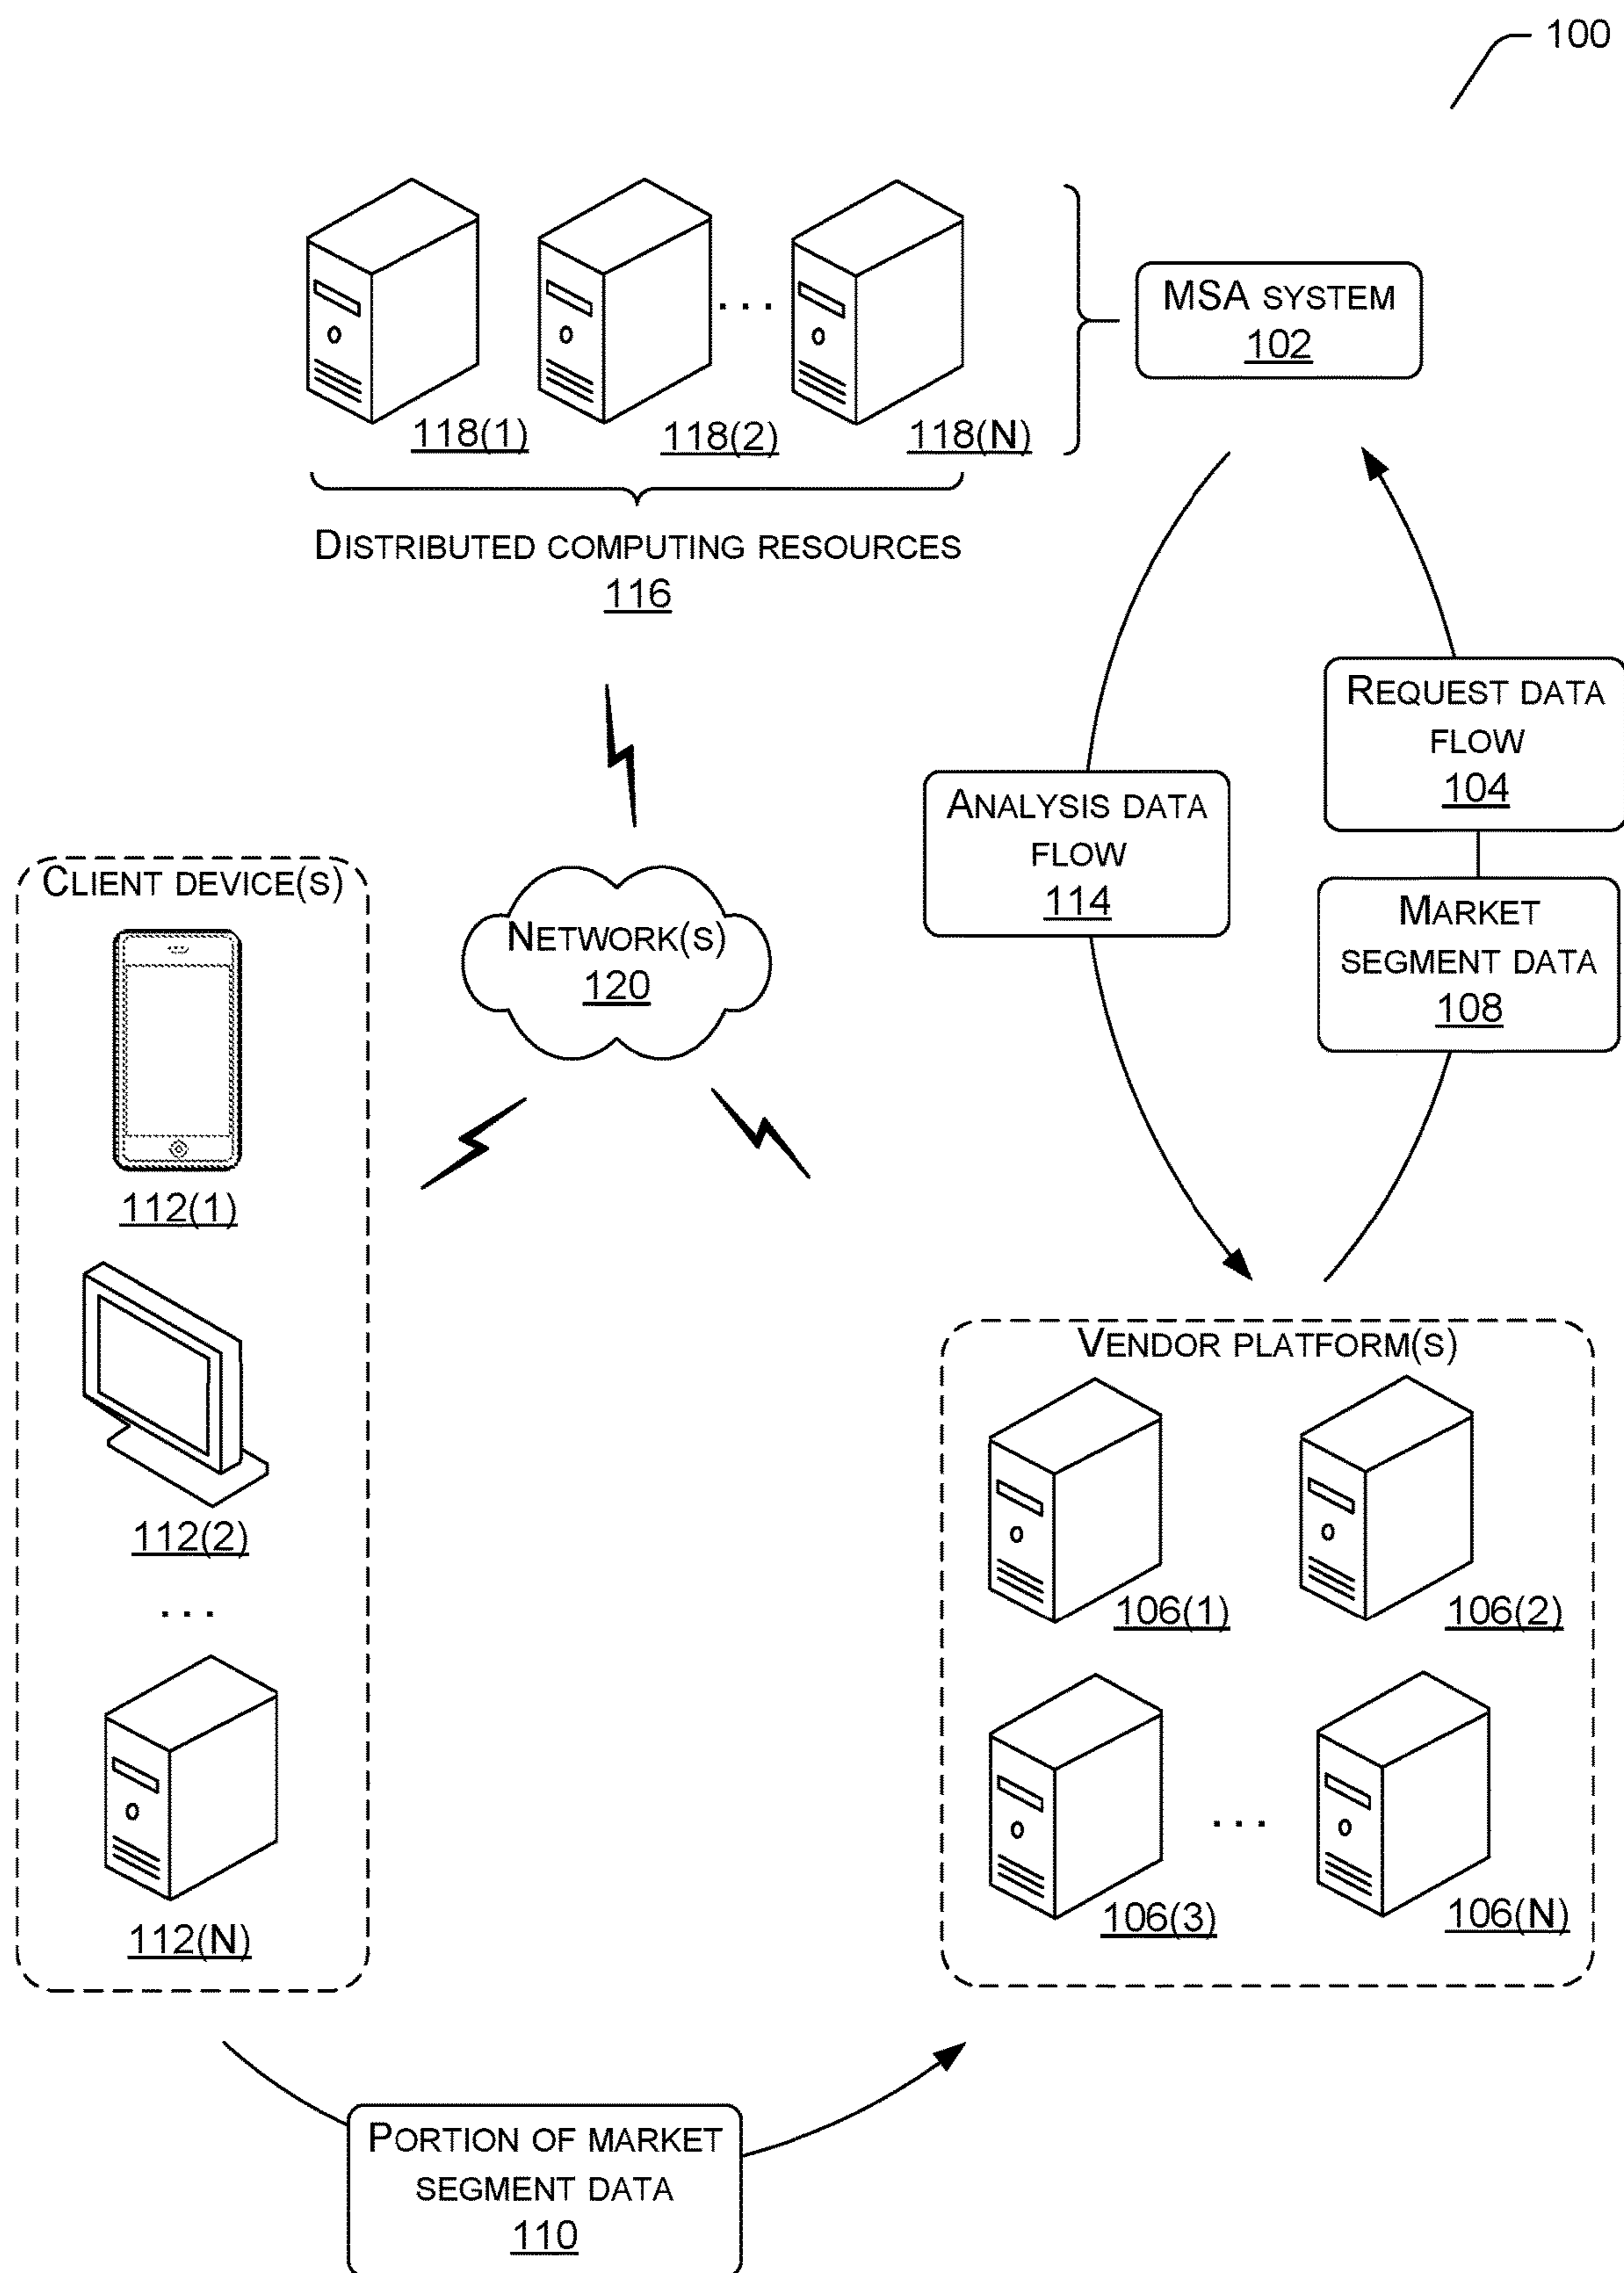 100
MSA SYSTEM
102
118(1)
118(2)
118(N)
...
DISTRIBUTED COMPUTING RESOURCES
116
REQUEST DATA
FLOW
104
ANALYSIS DATA
FLOW
114
MARKET
SEGMENT DATA
108
NETWORK(S)
120
CLIENT DEVICE(S)
112(1)
112(2)
...
112(N)
VENDOR PLATFORM(S)
106(1)
106(2)
106(3)
...
106(N)
PORTION OF MARKET
SEGMENT DATA
110